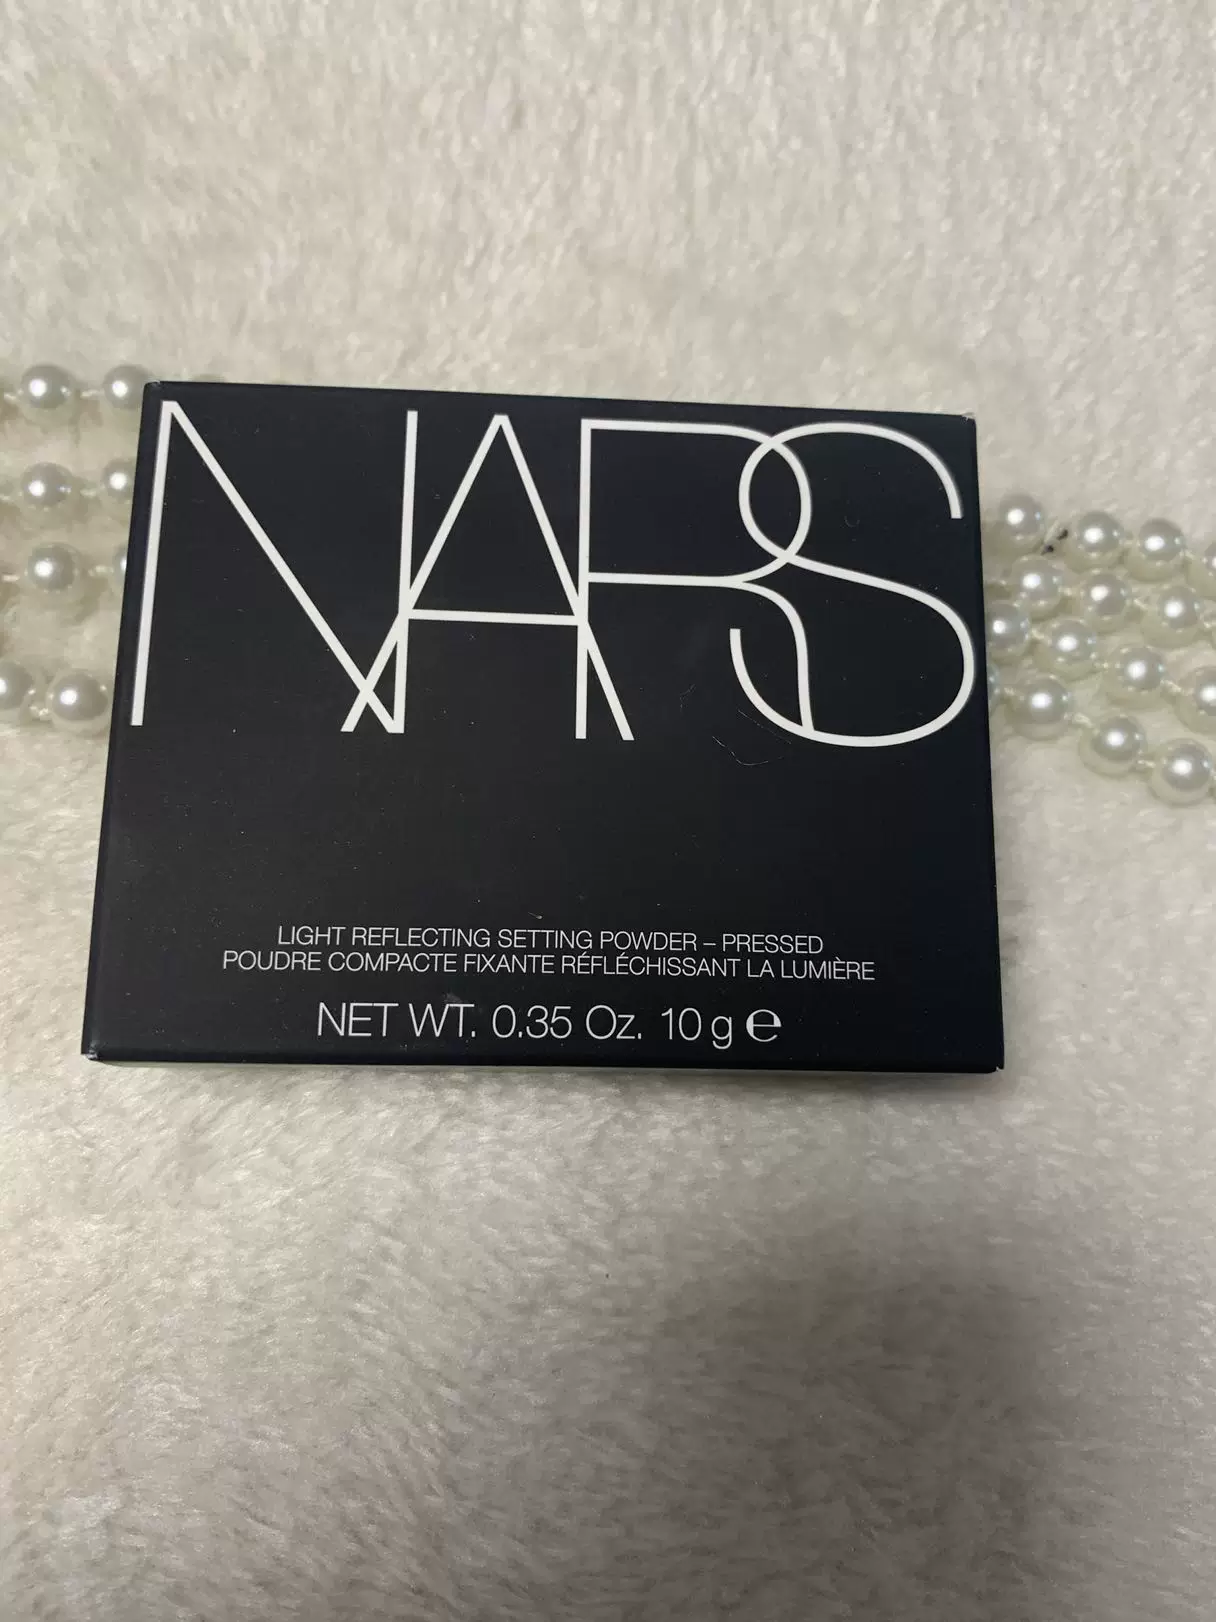 NARS
LIGHT REFLECTING SETTING POWDER – PRESSED
POUDRE COMPACTE FIXANTE RÉFLÉCHISSANT LA LUMIÈRE
NET WT. 0.35 Oz. 10 g ℮